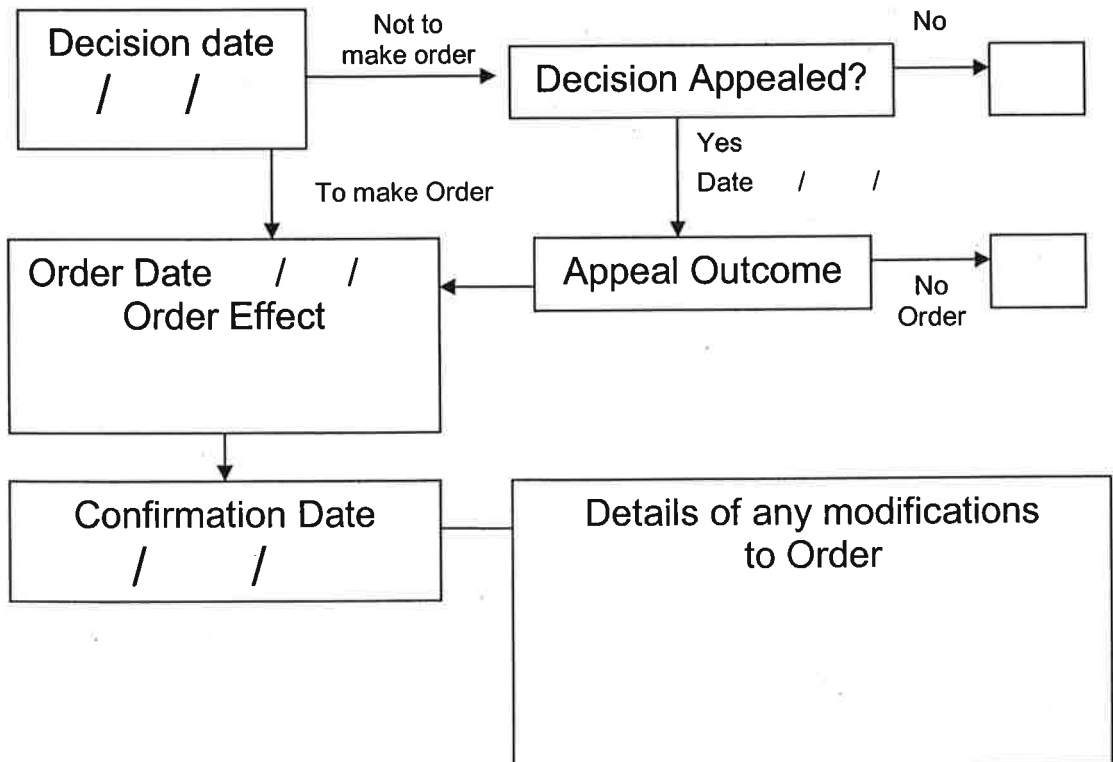 Decision date
/ /
Not to
make order
Decision Appealed?
No
Yes
Date / /
To make Order
Order Date / /
Order Effect
Appeal Outcome
No
Order
Confirmation Date
/ /
Details of any modifications
to Order